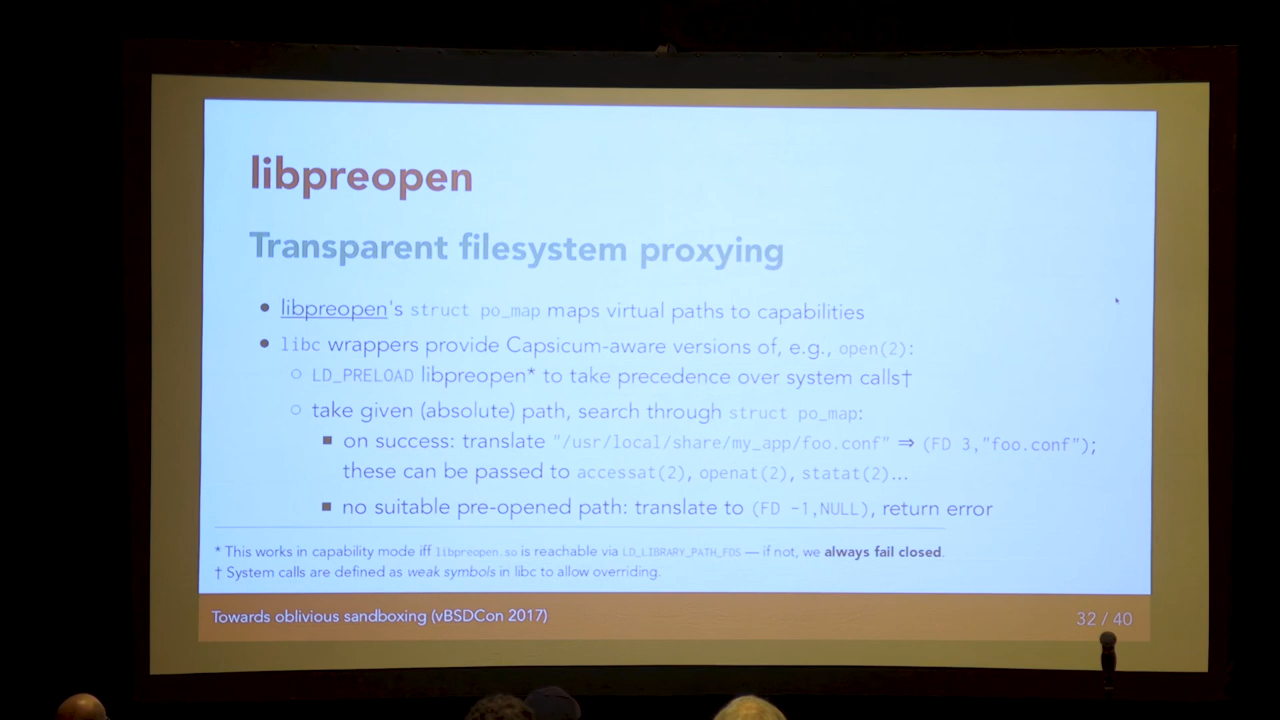 libpreopen
Transparent filesystem proxying
● libpreopen's struct po_map maps virtual paths to capabilities
● libc wrappers provide Capsicum-aware versions of, e.g., open(2):
○ LD_PRELOAD libpreopen* to take precedence over system calls†
○ take given (absolute) path, search through struct po_map:
■ on success: translate "/usr/local/share/my_app/foo.conf" ⇒ (FD 3,"foo.conf");
these can be passed to accessat(2), openat(2), statat(2)...
■ no suitable pre-opened path: translate to (FD -1,NULL), return error
* This works in capability mode iff libpreopen.so is reachable via LD_LIBRARY_PATH_FDS — if not, we always fail closed.
† System calls are defined as weak symbols in libc to allow overriding.
Towards oblivious sandboxing (vBSDCon 2017)
32 / 40